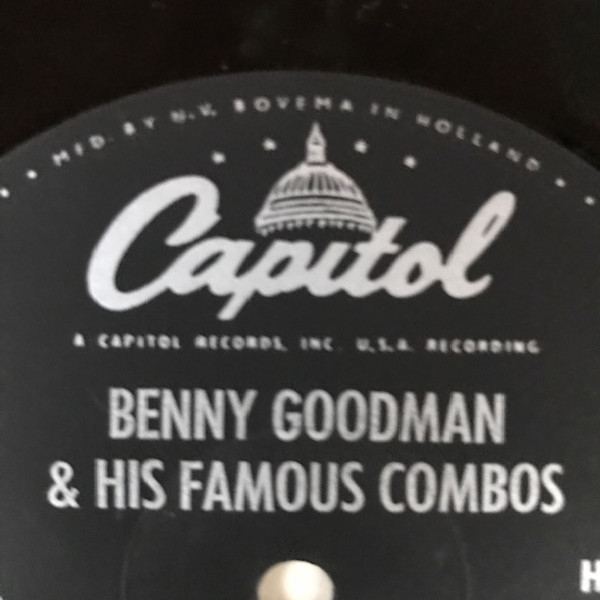 • • MFD. BY N.V. BOVEMA IN HOLLAND • •
Capitol
A CAPITOL RECORDS, INC. U.S.A. RECORDING
BENNY GOODMAN
& HIS FAMOUS COMBOS
H